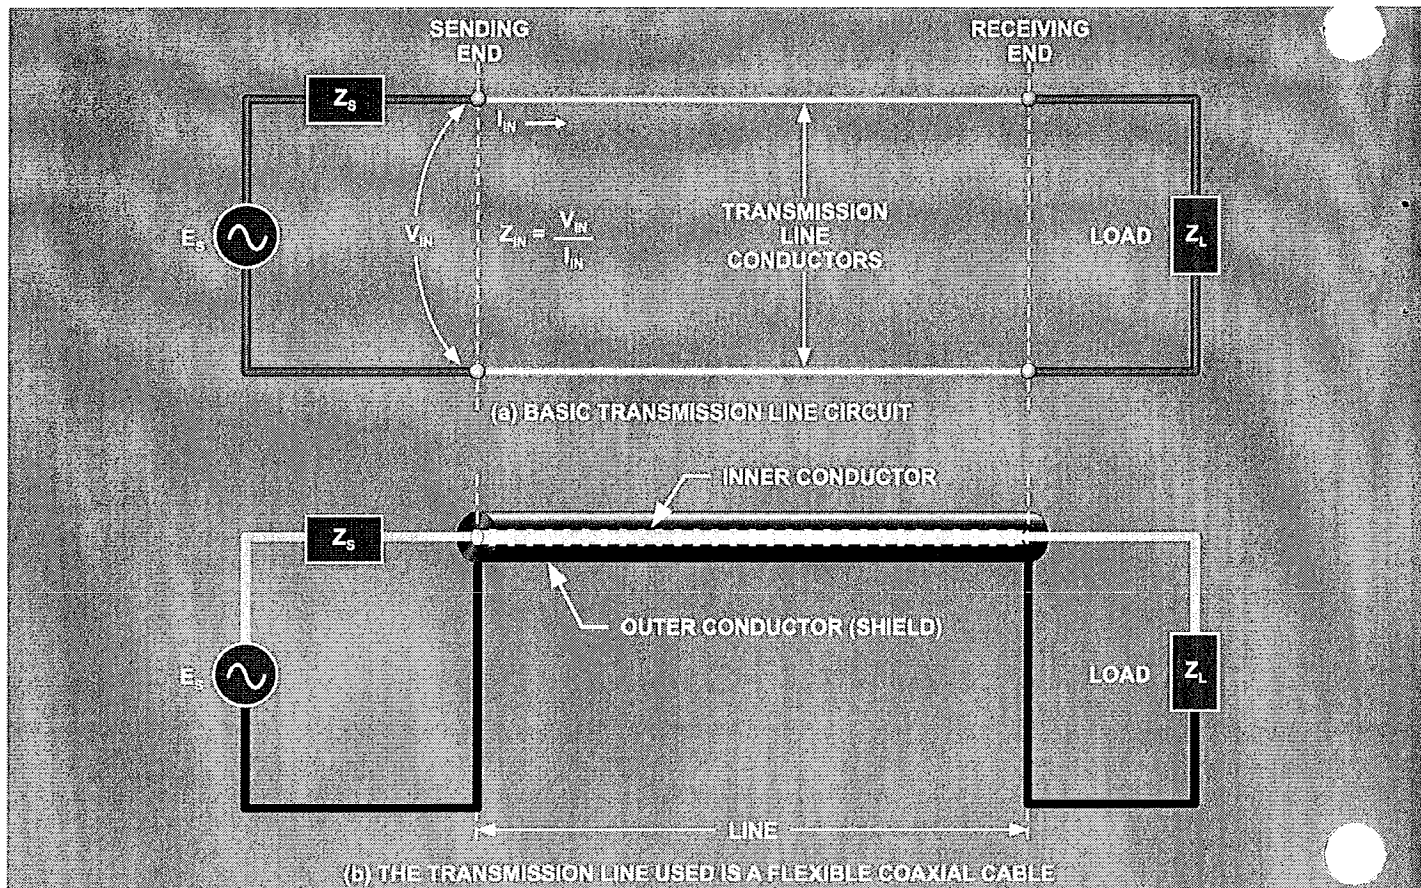 SENDING
END
RECEIVING
END
Z_S
I_IN
E_S
V_IN
Z_IN = V_IN / I_IN
TRANSMISSION
LINE
CONDUCTORS
LOAD
Z_L
(a) BASIC TRANSMISSION LINE CIRCUIT
INNER CONDUCTOR
Z_S
OUTER CONDUCTOR (SHIELD)
E_S
LOAD
Z_L
LINE
(b) THE TRANSMISSION LINE USED IS A FLEXIBLE COAXIAL CABLE